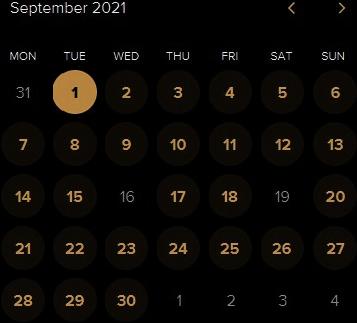 September 2021 < >
MON TUE WED THU FRI SAT SUN
31 1 2 3 4 5 6
7 8 9 10 11 12 13
14 15 16 17 18 19 20
21 22 23 24 25 26 27
28 29 30 1 2 3 4